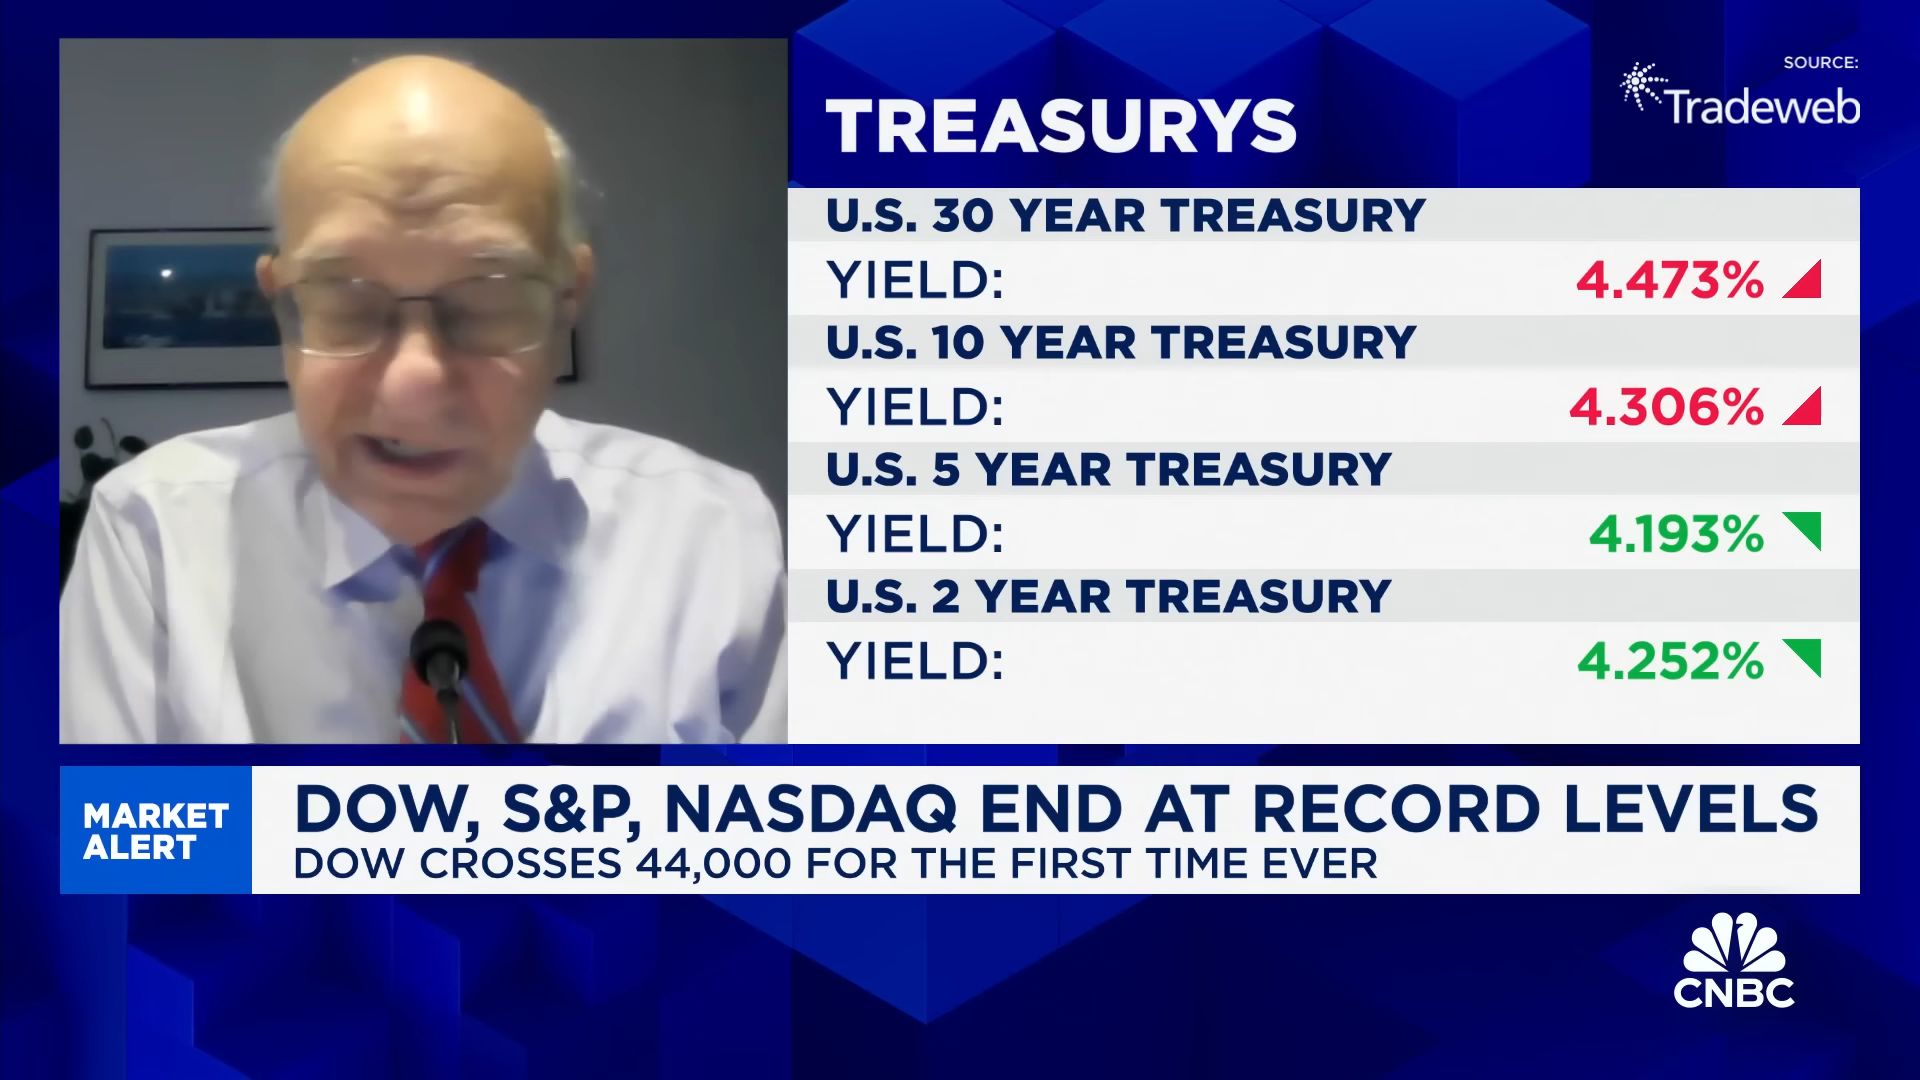 TREASURYS
SOURCE:
Tradeweb
U.S. 30 YEAR TREASURY
YIELD: 4.473%
U.S. 10 YEAR TREASURY
YIELD: 4.306%
U.S. 5 YEAR TREASURY
YIELD: 4.193%
U.S. 2 YEAR TREASURY
YIELD: 4.252%
MARKET
ALERT
DOW, S&P, NASDAQ END AT RECORD LEVELS
DOW CROSSES 44,000 FOR THE FIRST TIME EVER
CNBC